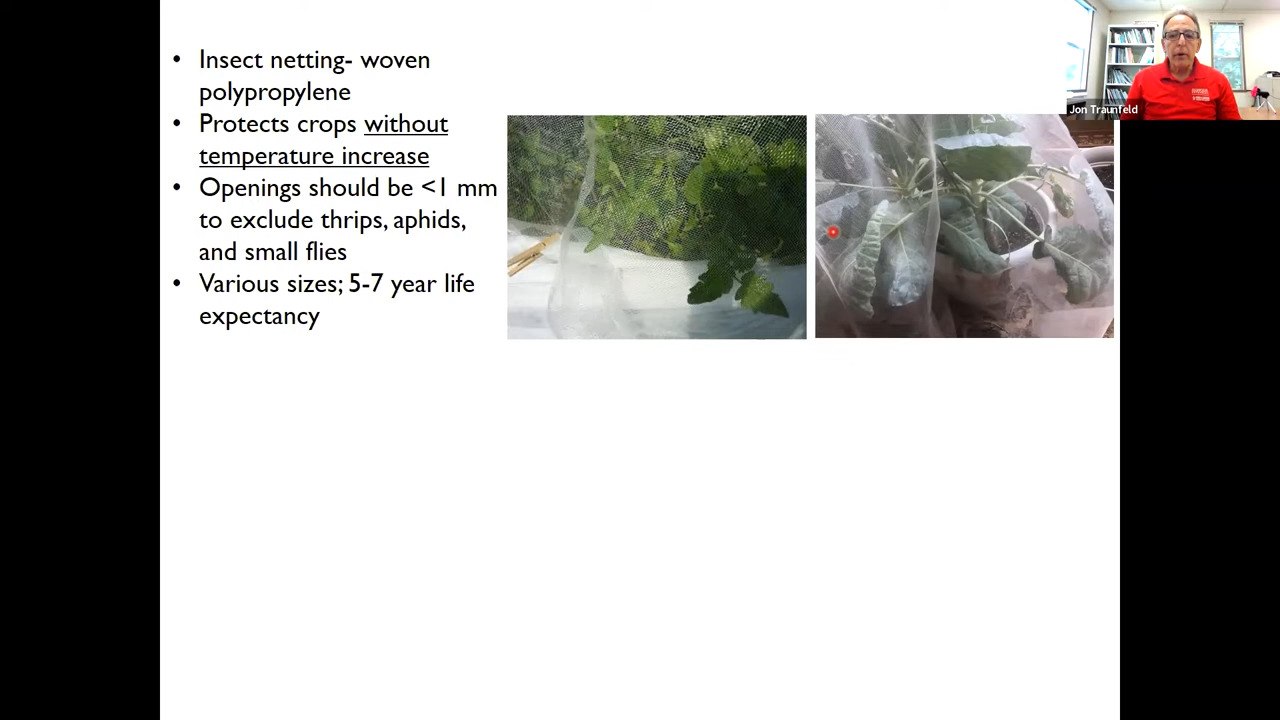 • Insect netting- woven
polypropylene
• Protects crops without
temperature increase
• Openings should be <1 mm
to exclude thrips, aphids,
and small flies
• Various sizes; 5-7 year life
expectancy
Jon Traunfeld